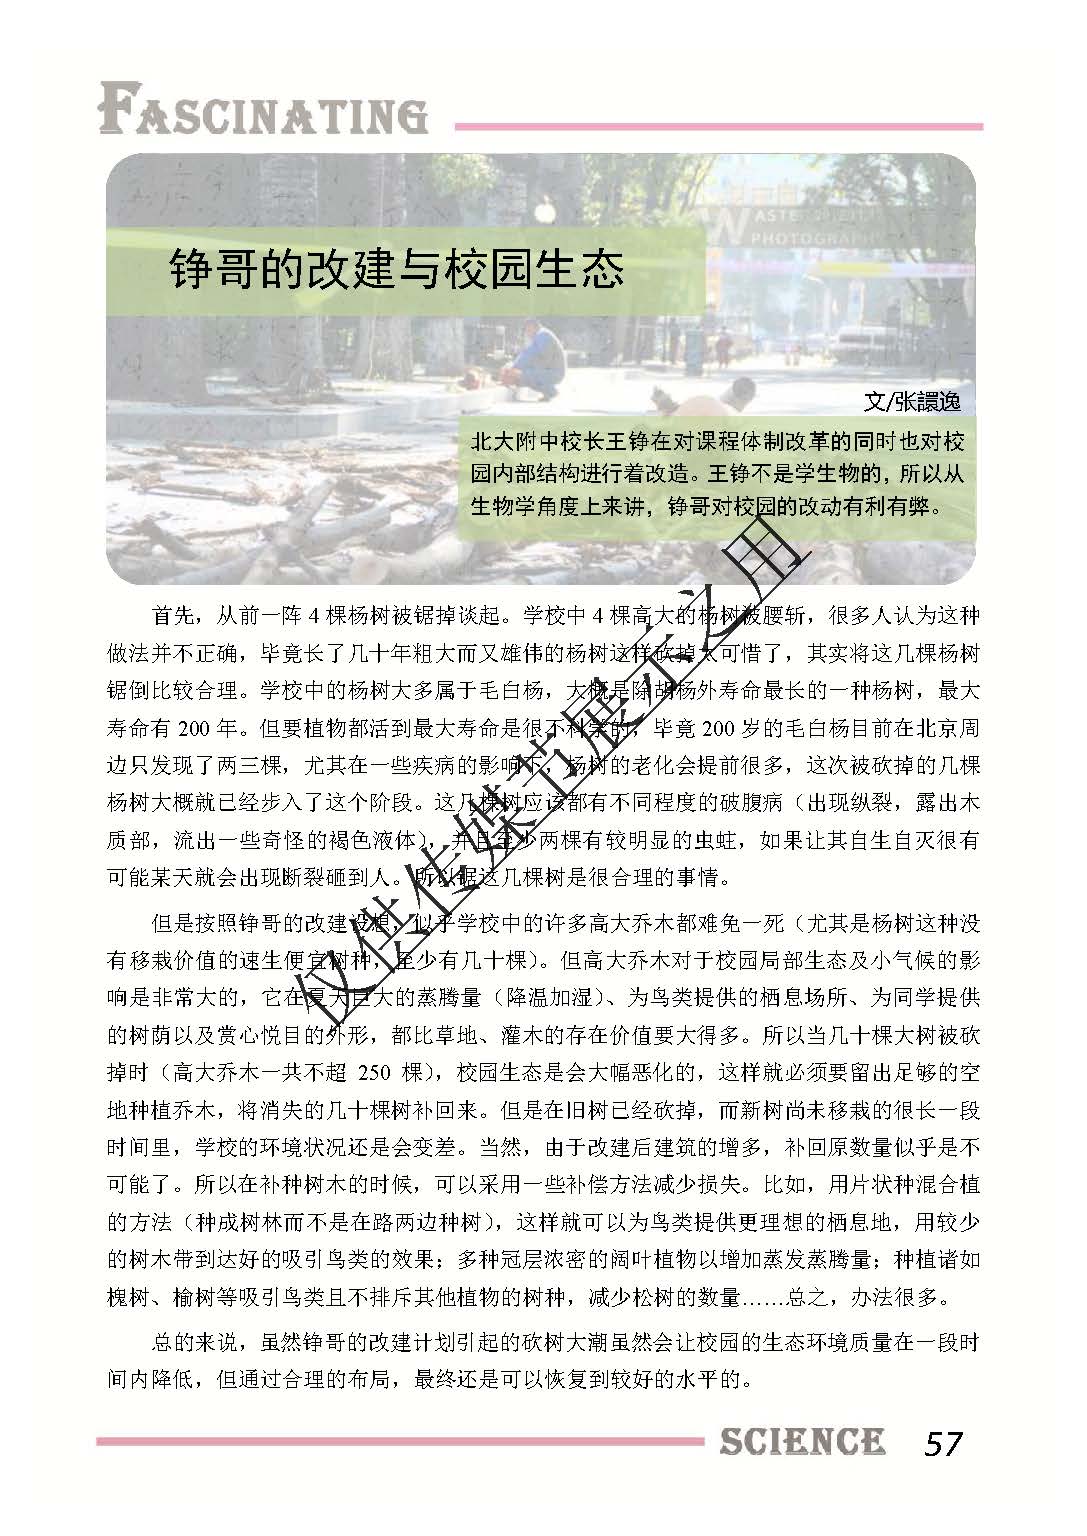 FASCINATING
WASTED HEIR
PHOTOGRAPH
铮哥的改建与校园生态
文/张譞逸
北大附中校长王铮在对课程体制改革的同时也对校
园内部结构进行着改造。王铮不是学生物的，所以从
生物学角度上来讲，铮哥对校园的改动有利有弊。
首先，从前一阵 4 棵杨树被锯掉谈起。学校中 4 棵高大的杨树被腰斩，很多人认为这种
做法并不正确，毕竟长了几十年粗大而又雄伟的杨树这样砍掉太可惜了，其实将这几棵杨树
锯倒比较合理。学校中的杨树大多属于毛白杨，大概是除胡杨外寿命最长的一种杨树，最大
寿命有 200 年。但要植物都活到最大寿命是很不科学的，毕竟 200 岁的毛白杨目前在北京周
边只发现了两三棵，尤其在一些疾病的影响下，杨树的老化会提前很多，这次被砍掉的几棵
杨树大概就已经步入了这个阶段。这几棵树应该都有不同程度的破腹病（出现纵裂，露出木
质部，流出一些奇怪的褐色液体），并且至少两棵有较明显的虫蛀，如果让其自生自灭很有
可能某天就会出现断裂砸到人。所以锯这几棵树是很合理的事情。
但是按照铮哥的改建设想，似乎学校中的许多高大乔木都难免一死（尤其是杨树这种没
有移栽价值的速生便宜树种，至少有几十棵）。但高大乔木对于校园局部生态及小气候的影
响是非常大的，它在夏天巨大的蒸腾量（降温加湿）、为鸟类提供的栖息场所、为同学提供
的树荫以及赏心悦目的外形，都比草地、灌木的存在价值要大得多。所以当几十棵大树被砍
掉时（高大乔木一共不超 250 棵），校园生态是会大幅恶化的，这样就必须要留出足够的空
地种植乔木，将消失的几十棵树补回来。但是在旧树已经砍掉，而新树尚未移栽的很长一段
时间里，学校的环境状况还是会变差。当然，由于改建后建筑的增多，补回原数量似乎是不
可能了。所以在补种树木的时候，可以采用一些补偿方法减少损失。比如，用片状种混合植
的方法（种成树林而不是在路两边种树），这样就可以为鸟类提供更理想的栖息地，用较少
的树木带到达好的吸引鸟类的效果；多种冠层浓密的阔叶植物以增加蒸发蒸腾量；种植诸如
槐树、榆树等吸引鸟类且不排斥其他植物的树种，减少松树的数量……总之，办法很多。
总的来说，虽然铮哥的改建计划引起的砍树大潮虽然会让校园的生态环境质量在一段时
间内降低，但通过合理的布局，最终还是可以恢复到较好的水平的。
仅供传媒节展示之用
SCIENCE 57